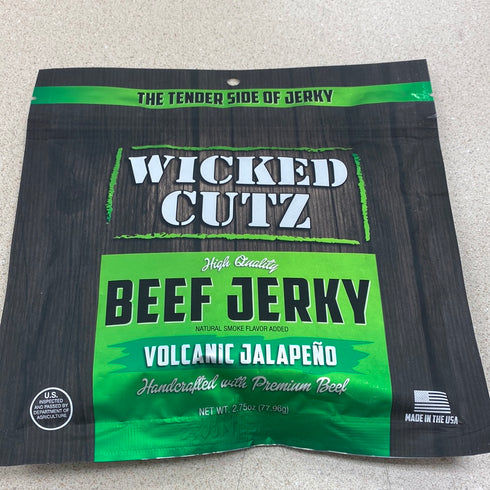 THE TENDER SIDE OF JERKY
WICKED
CUTZ
High Quality
BEEF JERKY
NATURAL SMOKE FLAVOR ADDED
VOLCANIC JALAPEÑO
Handcrafted with Premium Beef
NET WT. 2.75oz (77.96g)
U.S.
INSPECTED
AND PASSED BY
DEPARTMENT OF
AGRICULTURE
MADE IN THE USA